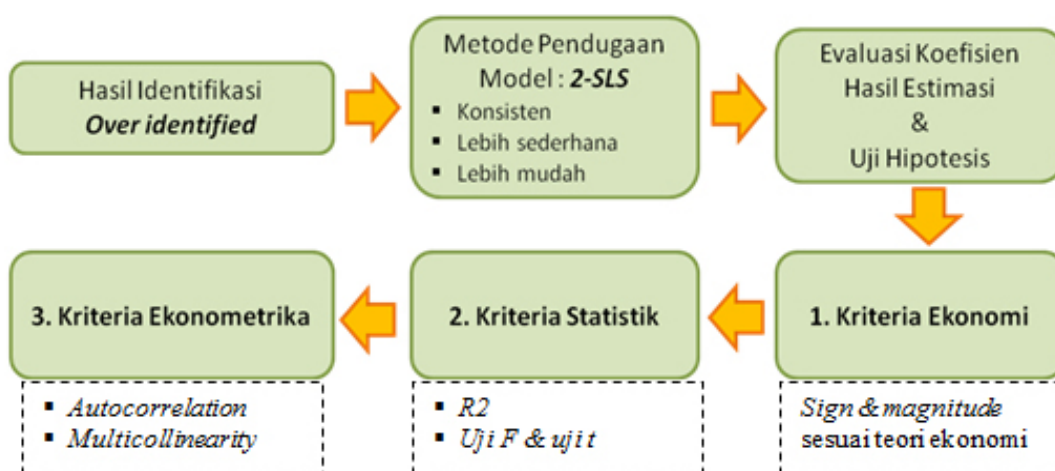 Hasil Identifikasi
Over identified
Metode Pendugaan
Model : 2-SLS
▪ Konsisten
▪ Lebih sederhana
▪ Lebih mudah
Evaluasi Koefisien
Hasil Estimasi
&
Uji Hipotesis
1. Kriteria Ekonomi
Sign & magnitude
sesuai teori ekonomi
2. Kriteria Statistik
▪ R2
▪ Uji F & uji t
3. Kriteria Ekonometrika
▪ Autocorrelation
▪ Multicollinearity